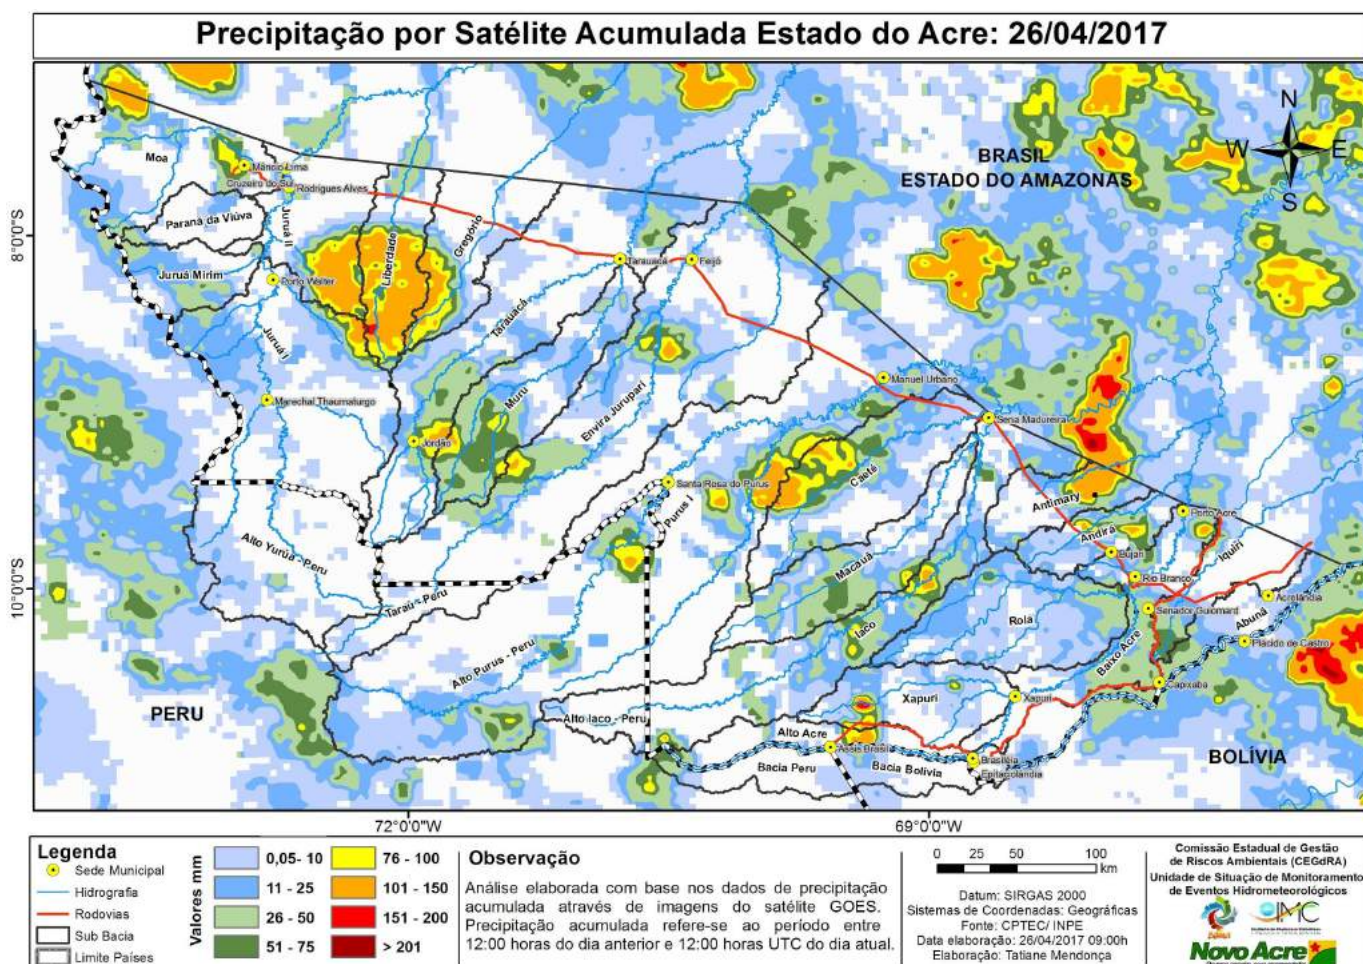 Precipitação por Satélite Acumulada Estado do Acre: 26/04/2017
N
W
E
S
BRASIL
ESTADO DO AMAZONAS
Moa
Mâncio Lima
Cruzeiro do Sul
Rodrigues Alves
Paraná da Viúva
Juruá II
Liberdade
Gregório
8°0'0"S
Juruá Mirim
Porto Walter
Tarauacá
Feijó
Tarauacá
Juruá I
Manuel Urbano
Marechal Thaumaturgo
Muru
Envira Jurupari
Sena Madureira
Jordão
Santa Rosa do Purus
Caeté
Purus I
Antimary
Porto Acre
Andirá
Bujari
Iquiri
Alto Yurúa - Peru
Macauã
Rio Branco
10°0'0"S
Taraú - Peru
Acrelândia
Senador Guiomard
Abunã
Rola
Iaco
Baixo Acre
Plácido de Castro
Alto Purus - Peru
Capixaba
Xapuri
Xapuri
PERU
Alto Iaco - Peru
Alto Acre
Assis Brasil
Brasiléia
Epitaciolândia
Bacia Peru
Bacia Bolívia
BOLÍVIA
72°0'0"W
69°0'0"W
Legenda
Sede Municipal
Hidrografia
Rodovias
Sub Bacia
Limite Países
Valores mm
0,05- 10
11 - 25
26 - 50
51 - 75
76 - 100
101 - 150
151 - 200
> 201
Observação
Análise elaborada com base nos dados de precipitação
acumulada através de imagens do satélite GOES.
Precipitação acumulada refere-se ao período entre
12:00 horas do dia anterior e 12:00 horas UTC do dia atual.
0 25 50 100
km
Datum: SIRGAS 2000
Sistemas de Coordenadas: Geográficas
Fonte: CPTEC/ INPE
Data elaboração: 26/04/2017 09:00h
Elaboração: Tatiane Mendonça
Comissão Estadual de Gestão
de Riscos Ambientais (CEGdRA)
Unidade de Situação de Monitoramento
de Eventos Hidrometeorológicos
IMC
Novo Acre